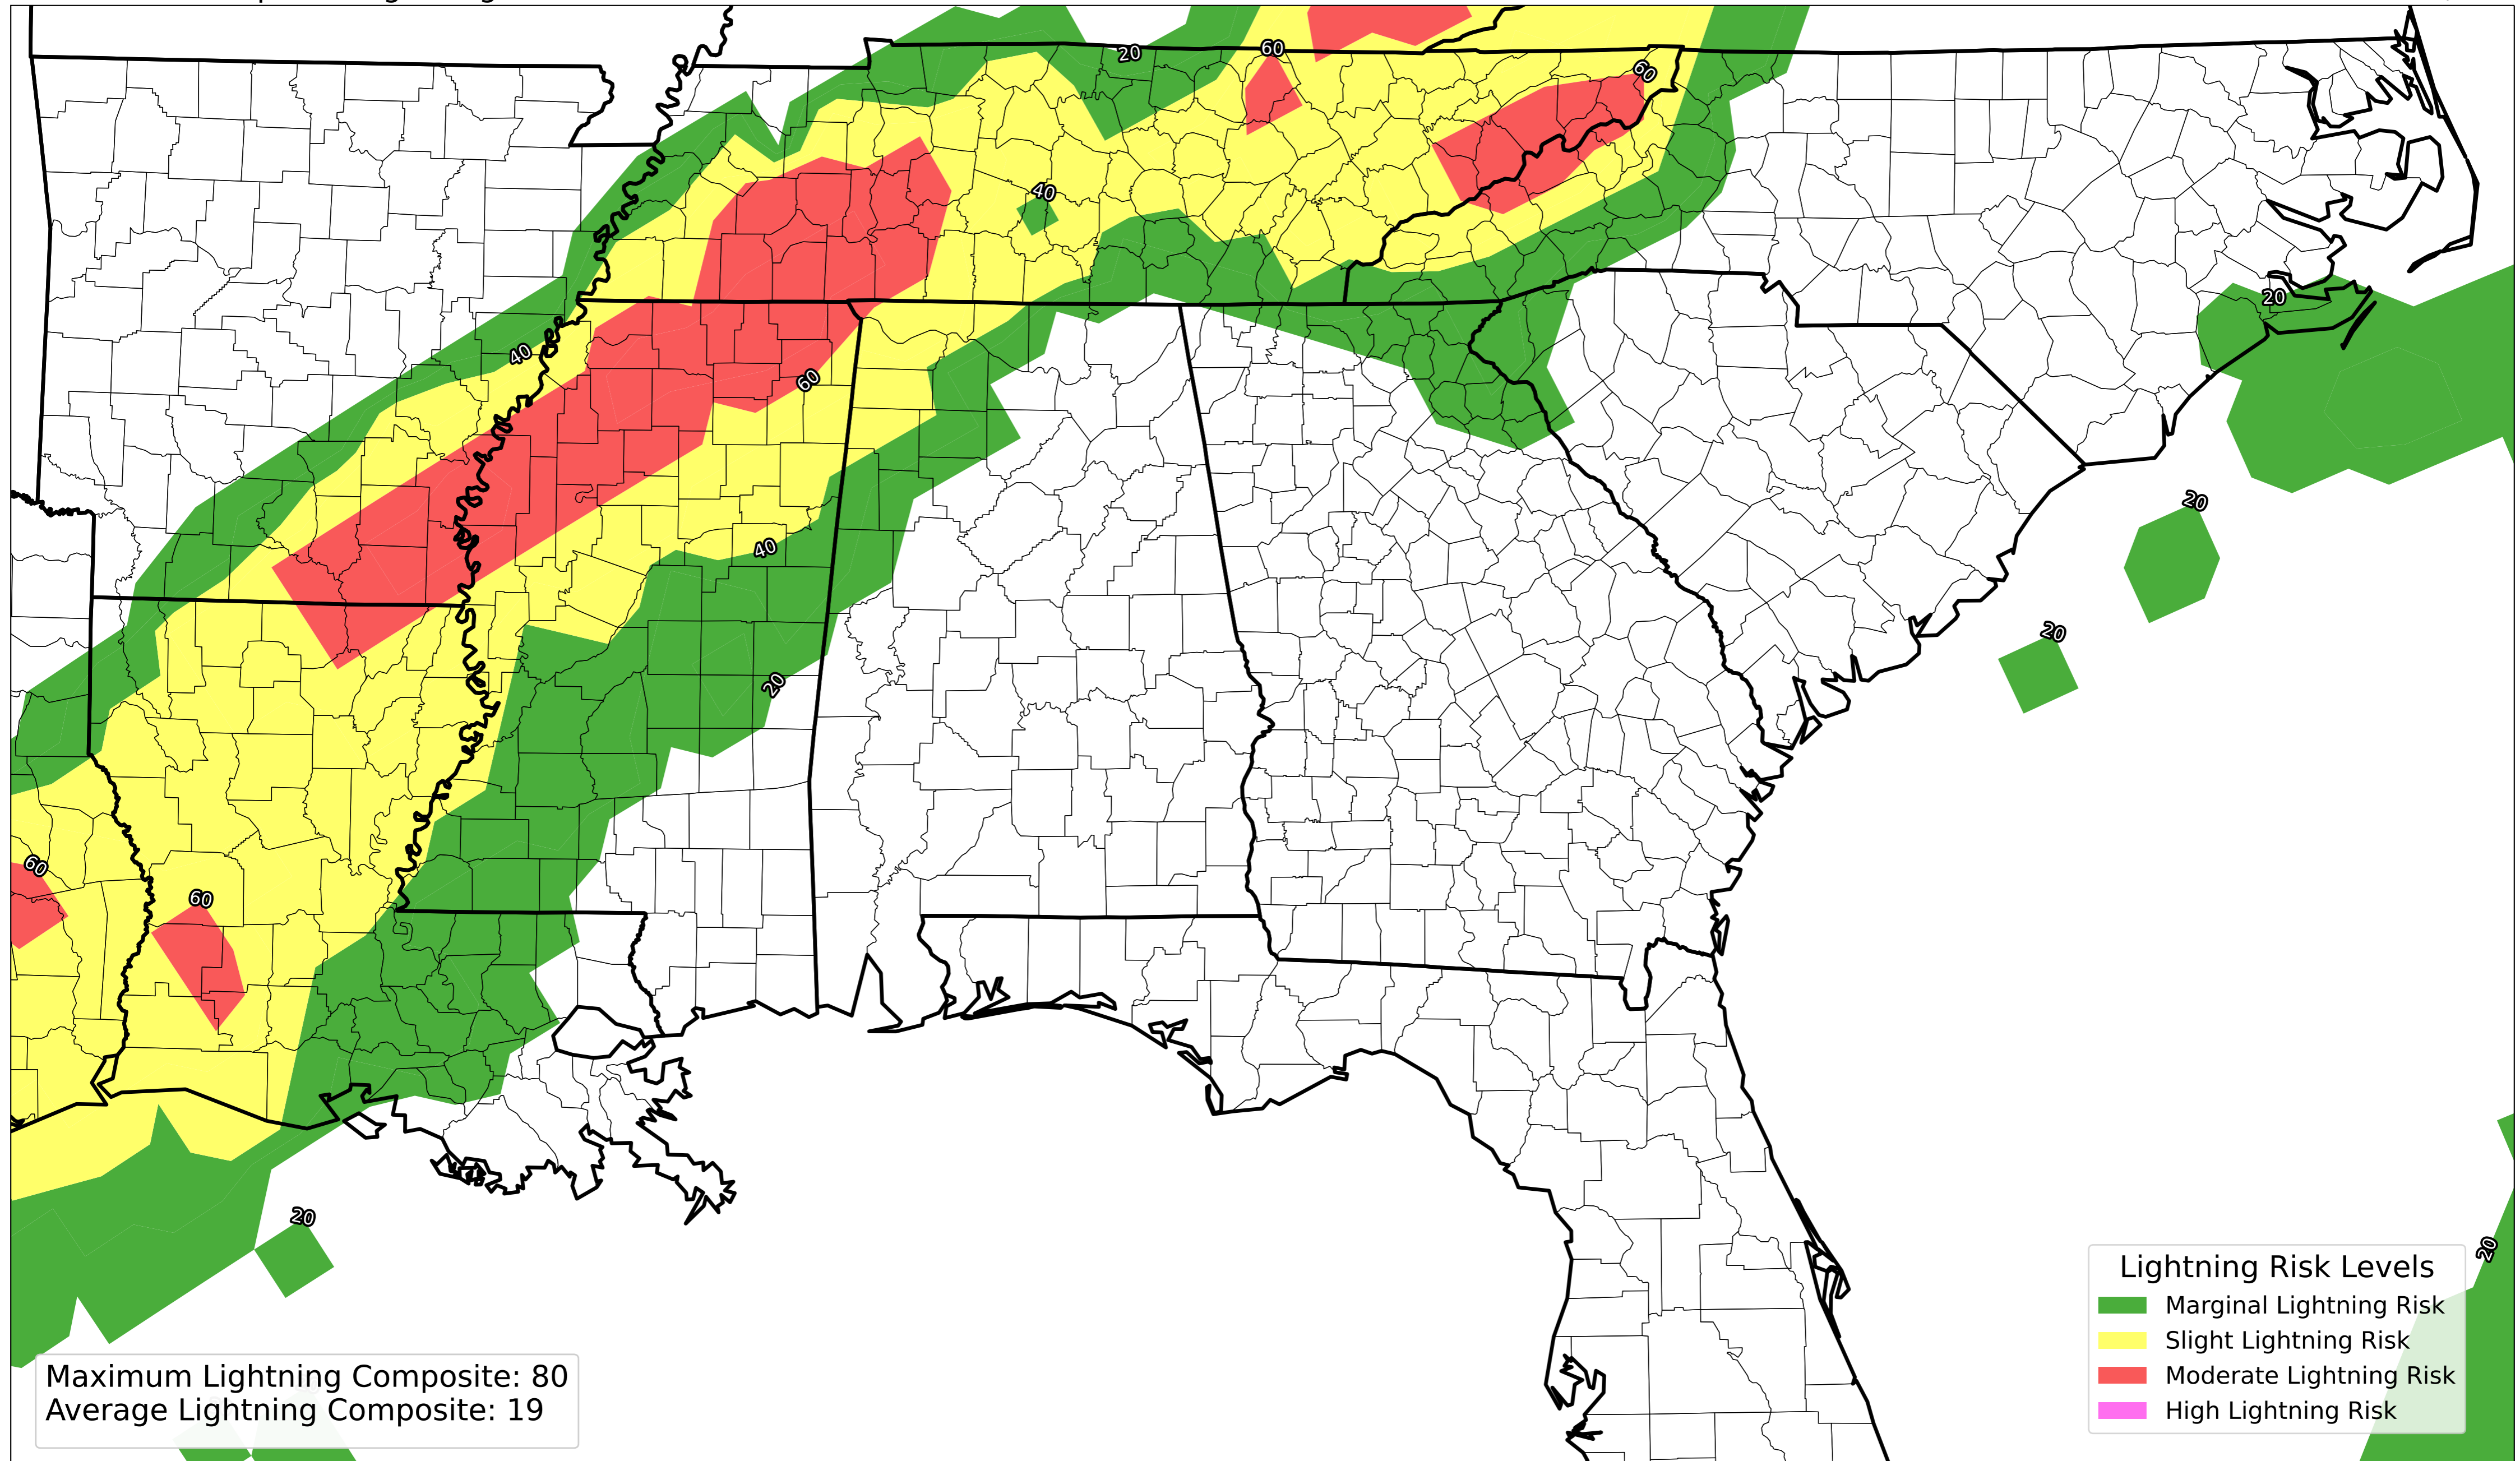 20
60
60
40
40
60
20
40
20
20
20
60
60
20
20
Lightning Risk Levels
Marginal Lightning Risk
Slight Lightning Risk
Moderate Lightning Risk
High Lightning Risk
Maximum Lightning Composite: 80
Average Lightning Composite: 19